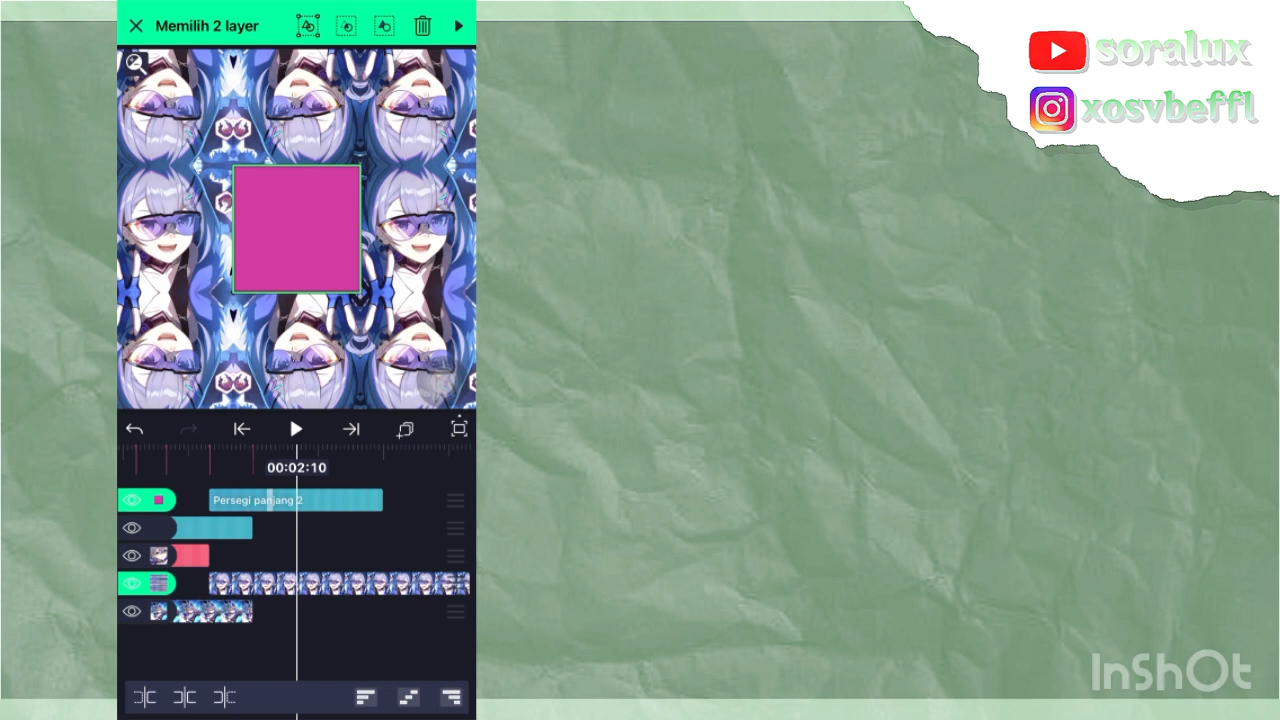 Memilih 2 layer
soralux
xosvbeffl
00:02:10
Persegi panjang 2
InShOt